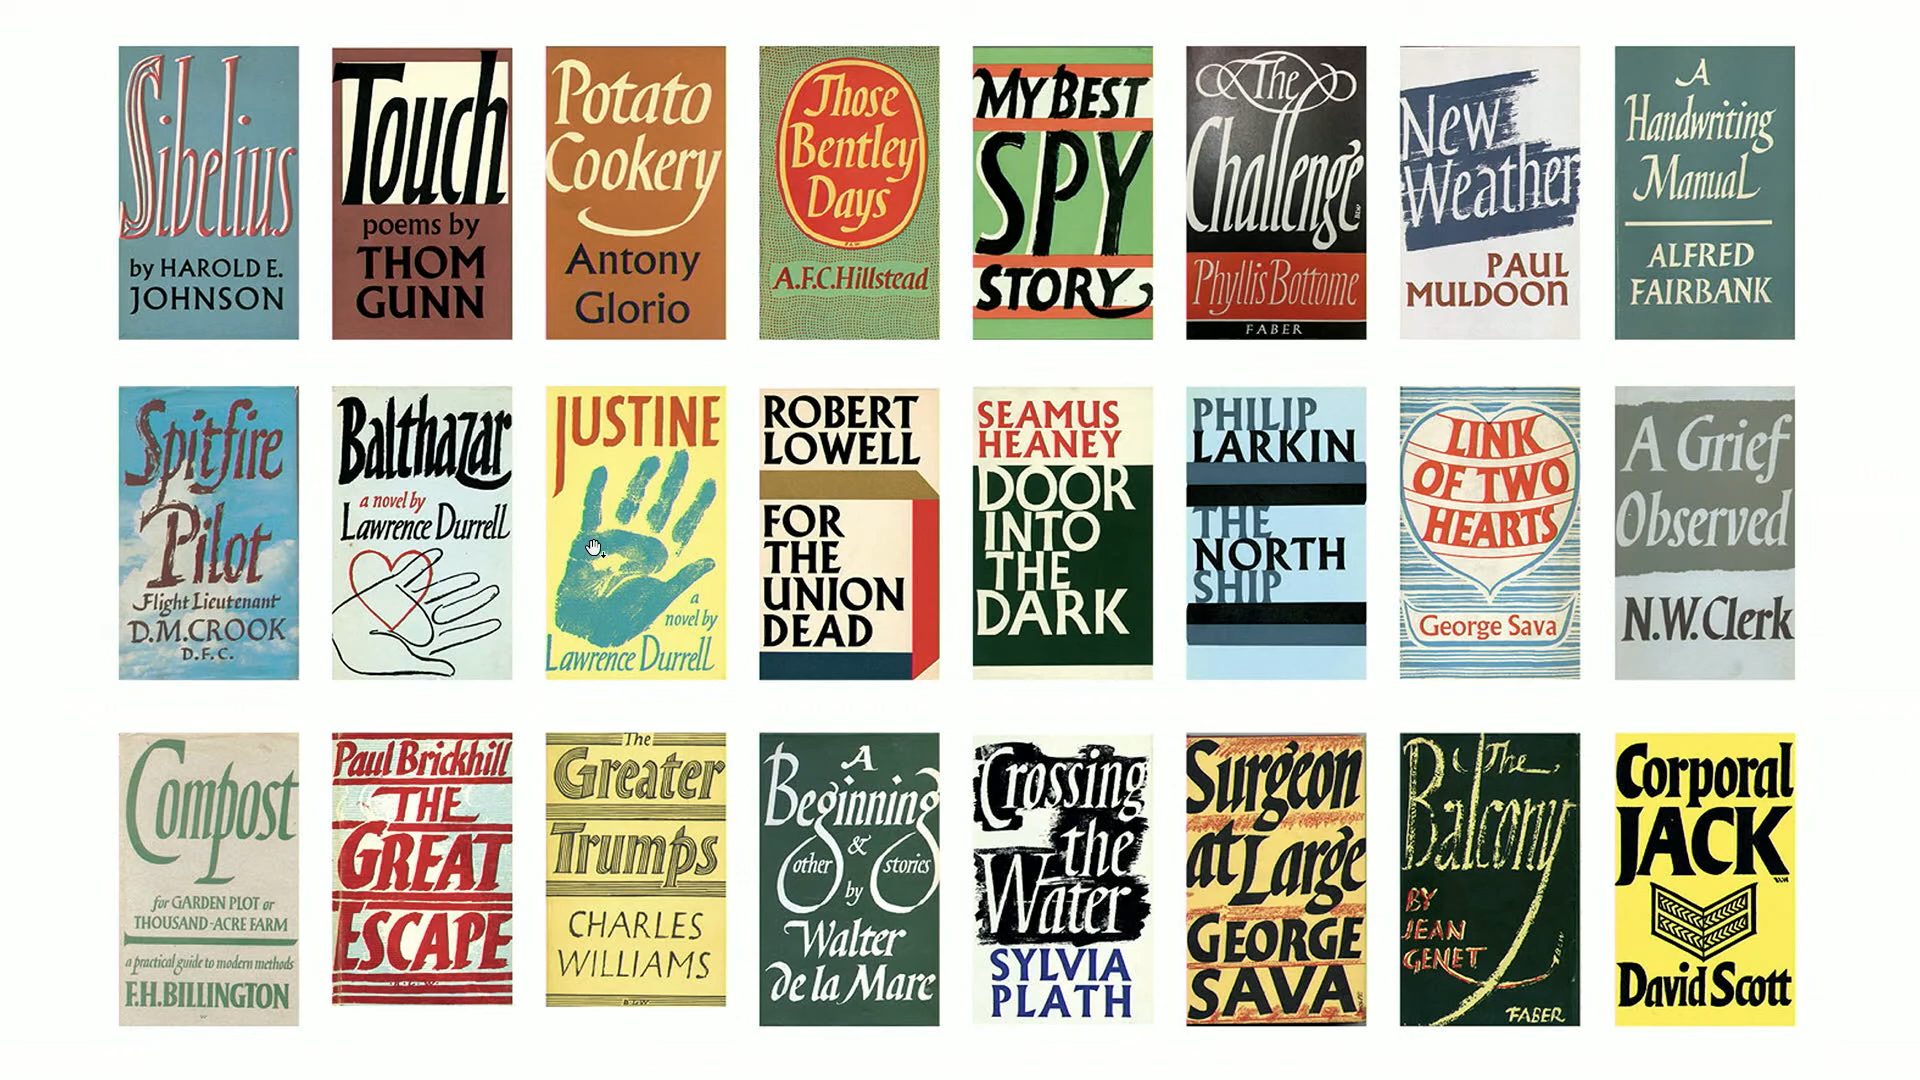 Sibelius
by HAROLD E.
JOHNSON
Touch
poems by
THOM
GUNN
Potato
Cookery
Antony
Glorio
Those
Bentley
Days
A.F.C. Hillstead
MY BEST
SPY
STORY
The
Challenge
Phyllis Bottome
FABER
New
Weather
PAUL
MULDOON
A
Handwriting
Manual
ALFRED
FAIRBANK
Spitfire
Pilot
Flight Lieutenant
D.M.CROOK
D.F.C.
Balthazar
a novel by
Lawrence Durrell
JUSTINE
a
novel by
Lawrence Durrell
ROBERT
LOWELL
FOR
THE
UNION
DEAD
SEAMUS
HEANEY
DOOR
INTO
THE
DARK
PHILIP
LARKIN
THE
NORTH
SHIP
LINK
OF TWO
HEARTS
George Sava
A Grief
Observed
N.W. Clerk
Compost
for GARDEN PLOT or
THOUSAND-ACRE FARM
a practical guide to modern methods
F.H. BILLINGTON
Paul Brickhill
THE
GREAT
ESCAPE
The
Greater
Trumps
CHARLES
WILLIAMS
A
Beginning
&
other stories
by
Walter
de la Mare
Crossing
the
Water
SYLVIA
PLATH
Surgeon
at Large
GEORGE
SAVA
The
Balcony
BY
JEAN
GENET
FABER
Corporal
JACK
David Scott